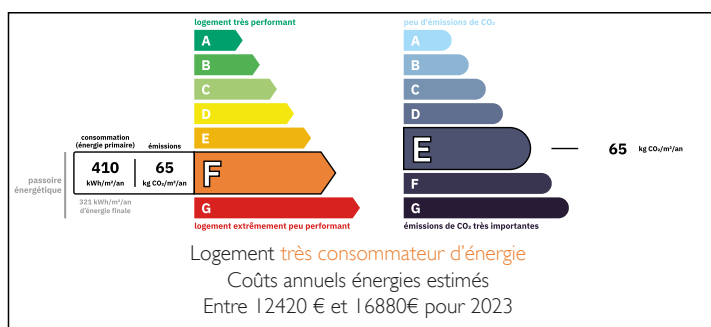 logement très performant
A
B
C
D
E
F
G
logement extrêmement peu performant
consommation
(énergie primaire)
émissions
410
kWh/m²/an
65
kg CO₂/m²/an
passoire
énergétique
321 kWh/m²/an
d'énergie finale
peu d'émissions de CO₂
A
B
C
D
E
65 kg CO₂/m²/an
F
G
émissions de CO₂ très importantes
Logement très consommateur d'énergie
Coûts annuels énergies estimés
Entre 12420 € et 16880€ pour 2023